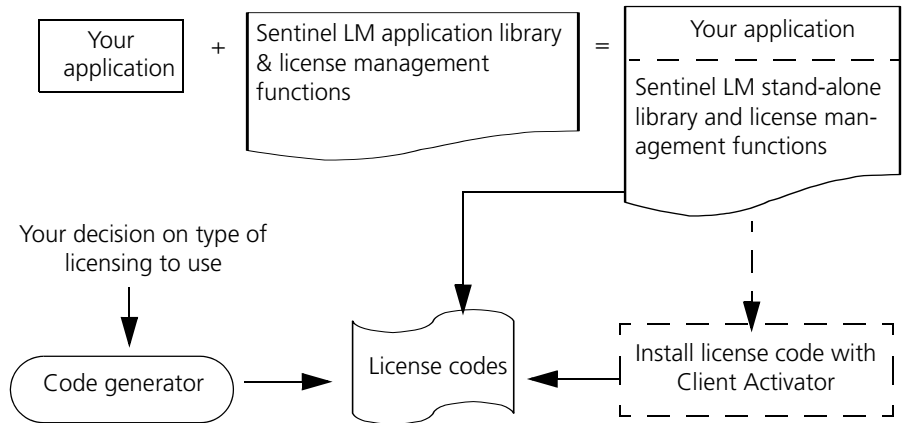 Your
application
+
Sentinel LM application library
& license management
functions
=
Your application
Sentinel LM stand-alone
library and license man-
agement functions
Your decision on type of
licensing to use
Code generator
License codes
Install license code with
Client Activator